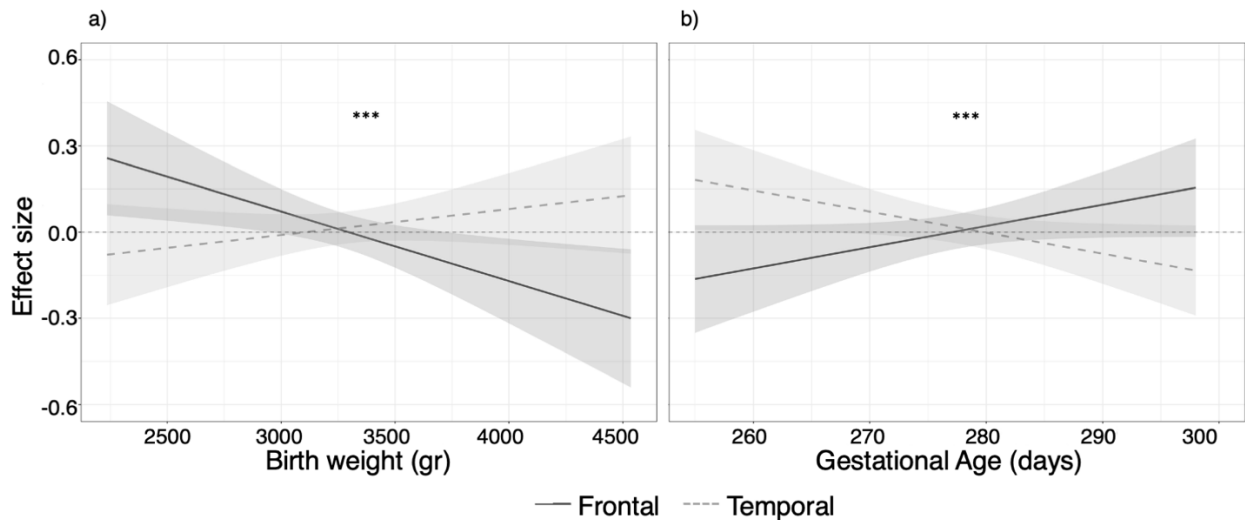 a)
b)
Effect size
0.6
0.3
0.0
-0.3
-0.6
***
***
2500 3000 3500 4000 4500
260 270 280 290 300
Birth weight (gr)
Gestational Age (days)
Frontal Temporal